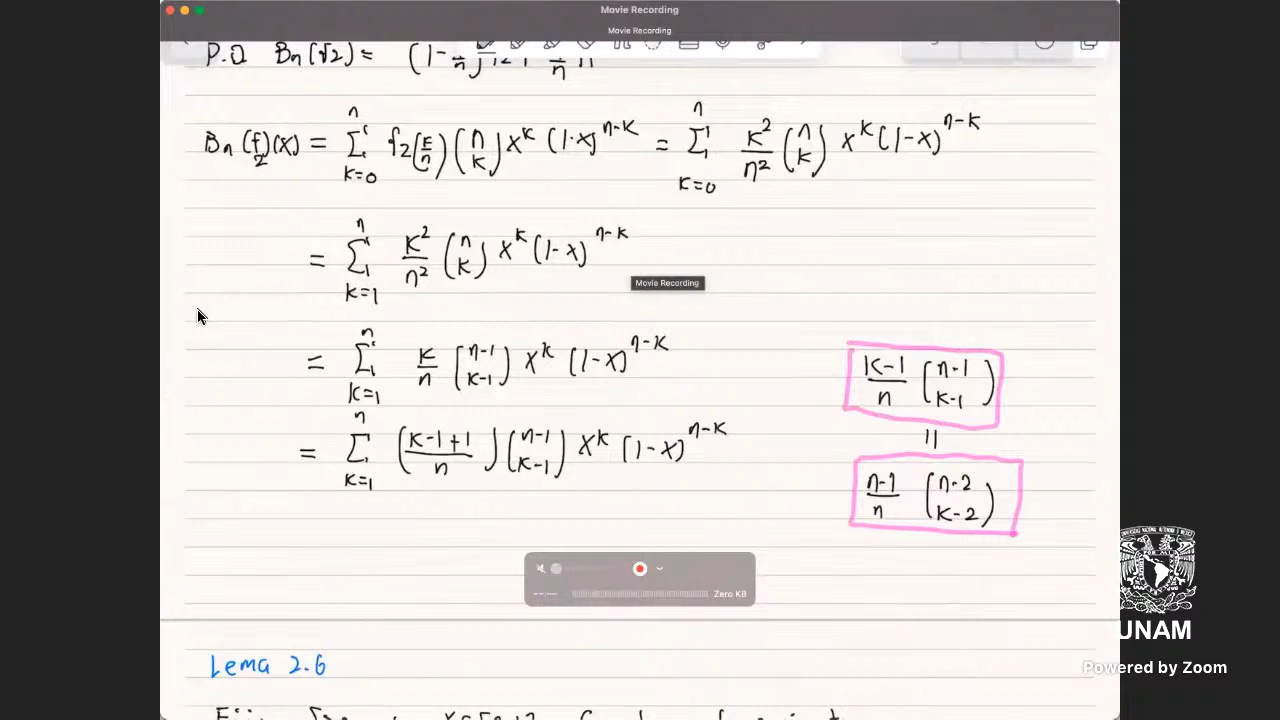 Movie Recording
Movie Recording
P.D Bn(f2) =
Bn(f2)(x) = Σ_{k=0}^{n} f2(k/n) (n k) x^k (1-x)^{n-k} = Σ_{k=0}^{n} k²/n² (n k) x^k (1-x)^{n-k}
= Σ_{k=1}^{n} k²/n² (n k) x^k (1-x)^{n-k}
Movie Recording
= Σ_{k=1}^{n} k/n (n-1 k-1) x^k (1-x)^{n-k}
k-1/n (n-1 k-1)
=
= Σ_{k=1}^{n} (k-1+1/n) (n-1 k-1) x^k (1-x)^{n-k}
n-1/n (n-2 k-2)
--:-- Zero KB
UNAM
Lema 2.6
Powered by Zoom